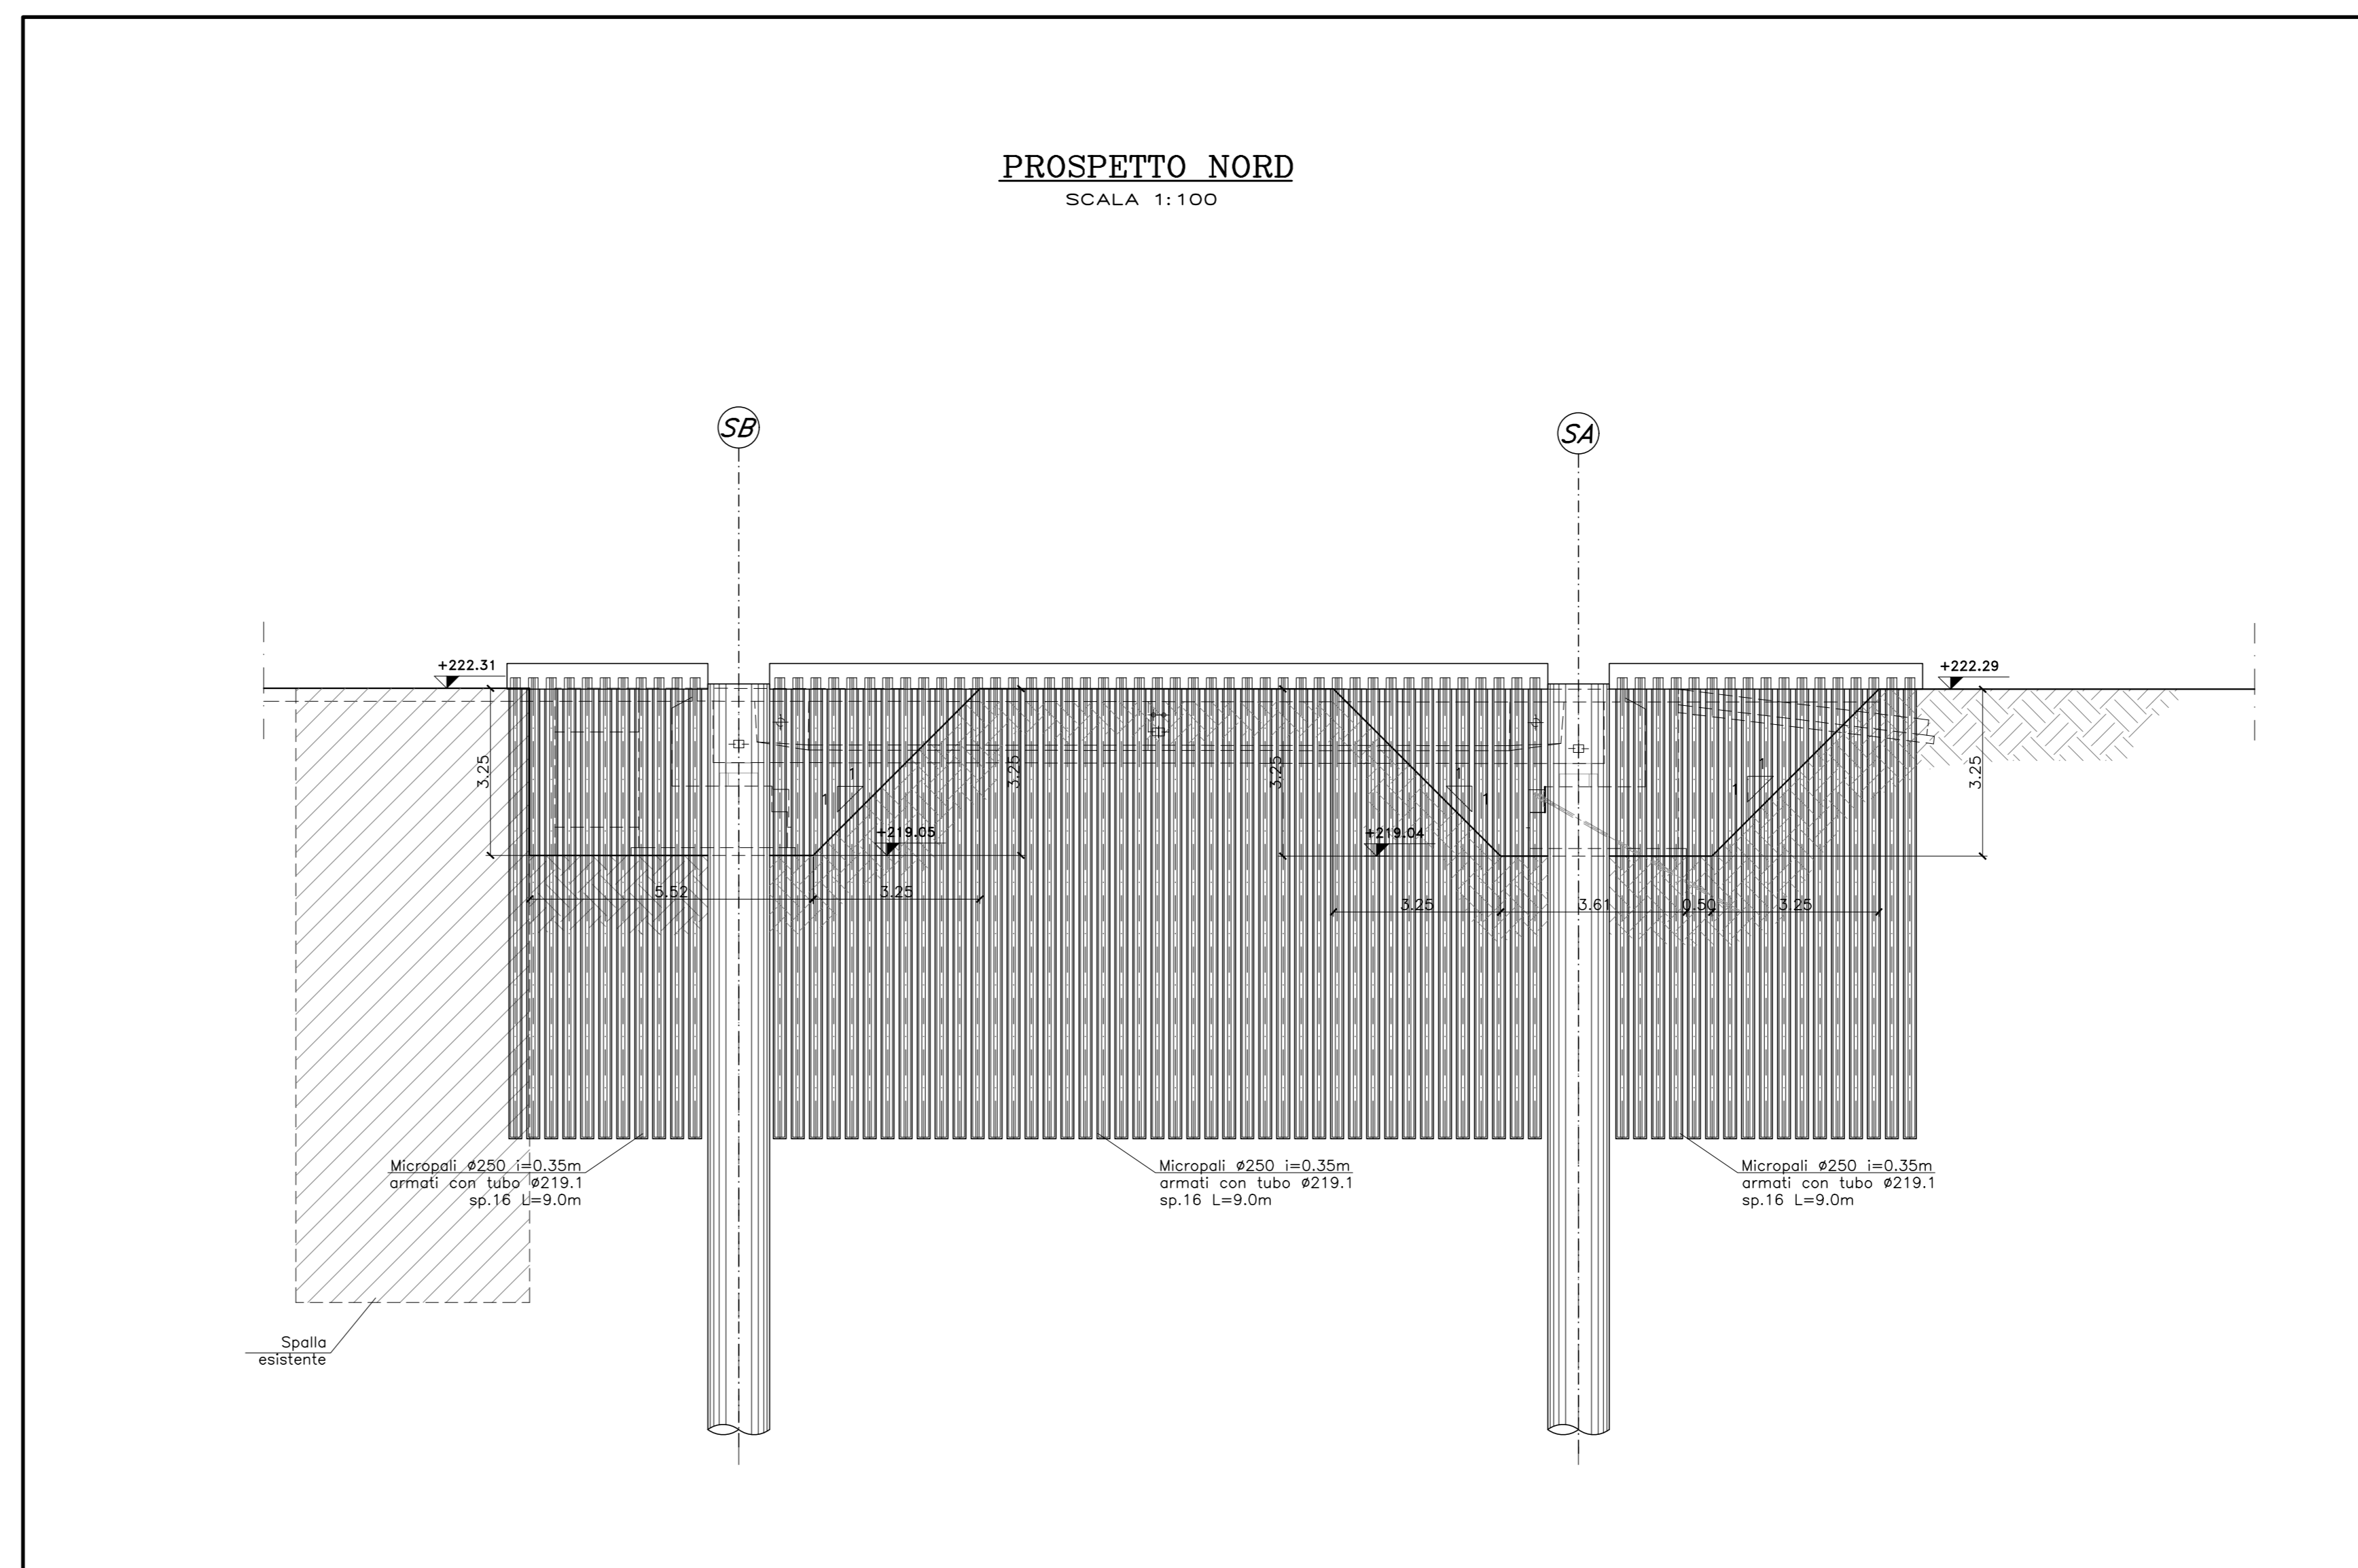 PROSPETTO NORD
SCALA 1:100
SB
SA
+222.31
+222.29
3.25
3.25
3.25
3.25
1
1
1
1
1
1
+219.05
+219.04
5.52
3.25
3.25
3.61
0.50
3.25
Micropali ø250 i=0.35m
armati con tubo ø219.1
sp.16 L=9.0m
Micropali ø250 i=0.35m
armati con tubo ø219.1
sp.16 L=9.0m
Micropali ø250 i=0.35m
armati con tubo ø219.1
sp.16 L=9.0m
Spalla
esistente